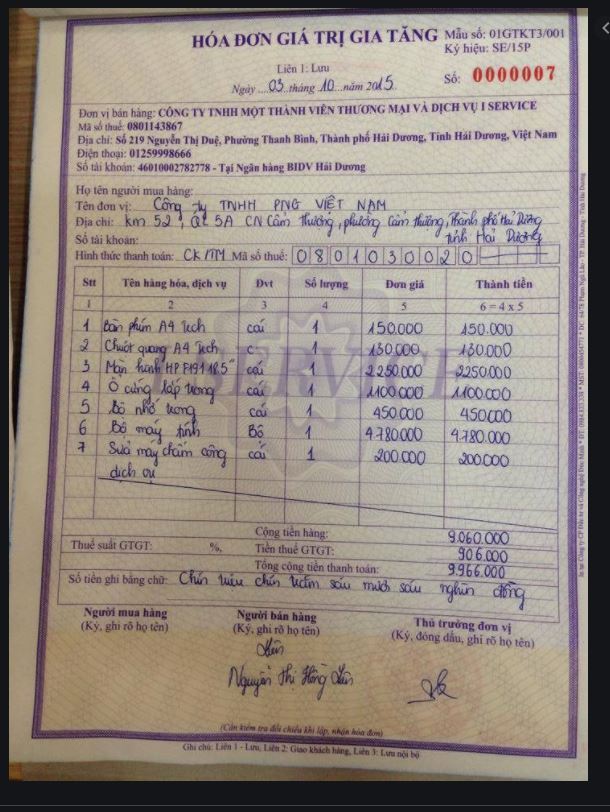 HÓA ĐƠN GIÁ TRỊ GIA TĂNG
Mẫu số: 01GTKT3/001
Ký hiệu: SE/15P
Liên 1: Lưu
Số: 0000007
Ngày ....03..tháng ..10...năm 2015.
Đơn vị bán hàng: CÔNG TY TNHH MỘT THÀNH VIÊN THƯƠNG MẠI VÀ DỊCH VỤ I SERVICE
Mã số thuế: 0801143867
Địa chỉ: Số 219 Nguyễn Thị Duệ, Phường Thanh Bình, Thành phố Hải Dương, Tỉnh Hải Dương, Việt Nam
Điện thoại: 01259998666
Số tài khoản: 46010002782778 - Tại Ngân hàng BIDV Hải Dương
Họ tên người mua hàng:
Tên đơn vị: Công ty TNHH PNG VIỆT NAM
Địa chỉ: km 52, QL 5A CN Cẩm Thượng, phường Cẩm Thượng, Thành phố Hải Dương
Số tài khoản: tỉnh Hải Dương
Hình thức thanh toán: CK/TM Mã số thuế: 0801030020
Stt Tên hàng hóa, dịch vụ Đvt Số lượng Đơn giá Thành tiền
1 2 3 4 5 6 = 4 x 5
1 Bàn phím A4 Tech cái 1 150.000 150.000
2 Chuột quang A4 Tech c 1 130.000 130.000
3 Màn hình HP P191 18.5" cái 1 2250.000 2250.000
4 Ổ cứng lắp trong cái 1 1100.000 1100.000
5 Bộ nhớ trong cái 1 450.000 450.000
6 Bộ máy tính Bộ 1 4.780.000 4.780.000
7 Sửa máy chấm công cái 1 200.000 200.000
dịch vụ
SERVICE
Cộng tiền hàng: 9.060.000
Thuế suất GTGT: %, Tiền thuế GTGT: 906.000
Tổng cộng tiền thanh toán: 9.966.000
Số tiền ghi bằng chữ: Chín triệu chín trăm sáu mươi sáu nghìn đồng
Người mua hàng Người bán hàng Thủ trưởng đơn vị
(Ký, ghi rõ họ tên) (Ký, ghi rõ họ tên) (Ký, đóng dấu, ghi rõ họ tên)
Nguyễn Thị Hồng
(Cần kiểm tra đối chiếu khi lập, nhận hóa đơn)
Ghi chú: Liên 1 - Lưu, Liên 2: Giao khách hàng, Liên 3: Lưu nội bộ